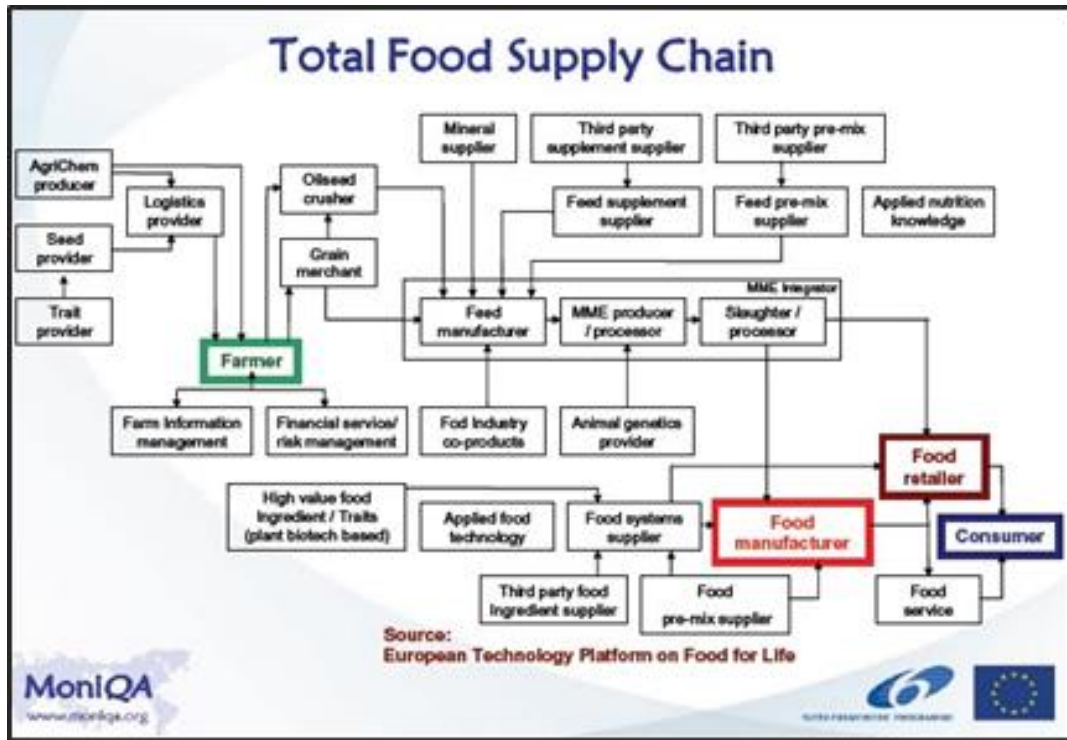 Total Food Supply Chain
Mineral
supplier
Third party
supplement supplier
Third party pre-mix
supplier
AgriChem
producer
Logistics
provider
Oilseed
crusher
Feed supplement
supplier
Feed pre-mix
supplier
Applied nutrition
knowledge
Seed
provider
Grain
merchant
MME Integrator
Trait
provider
Feed
manufacturer
MME producer
/ processor
Slaughter /
processor
Farmer
Farm Information
management
Financial service/
risk management
Fod Industry
co-products
Animal genetics
provider
Food
retailer
High value food
Ingredient / Traits
(plant biotech based)
Applied food
technology
Food systems
supplier
Food
manufacturer
Consumer
Third party food
Ingredient supplier
Food
pre-mix supplier
Food
service
Source:
European Technology Platform on Food for Life
MoniQA
www.moniqa.org